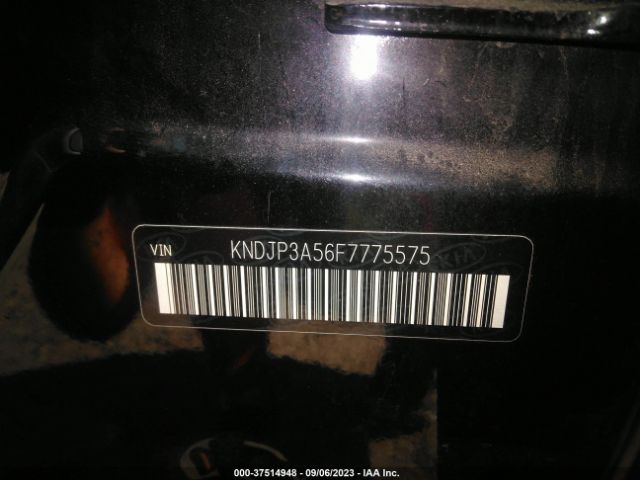 VIN KNDJP3A56F7775575
000-37514948 - 09/06/2023 - IAA Inc.